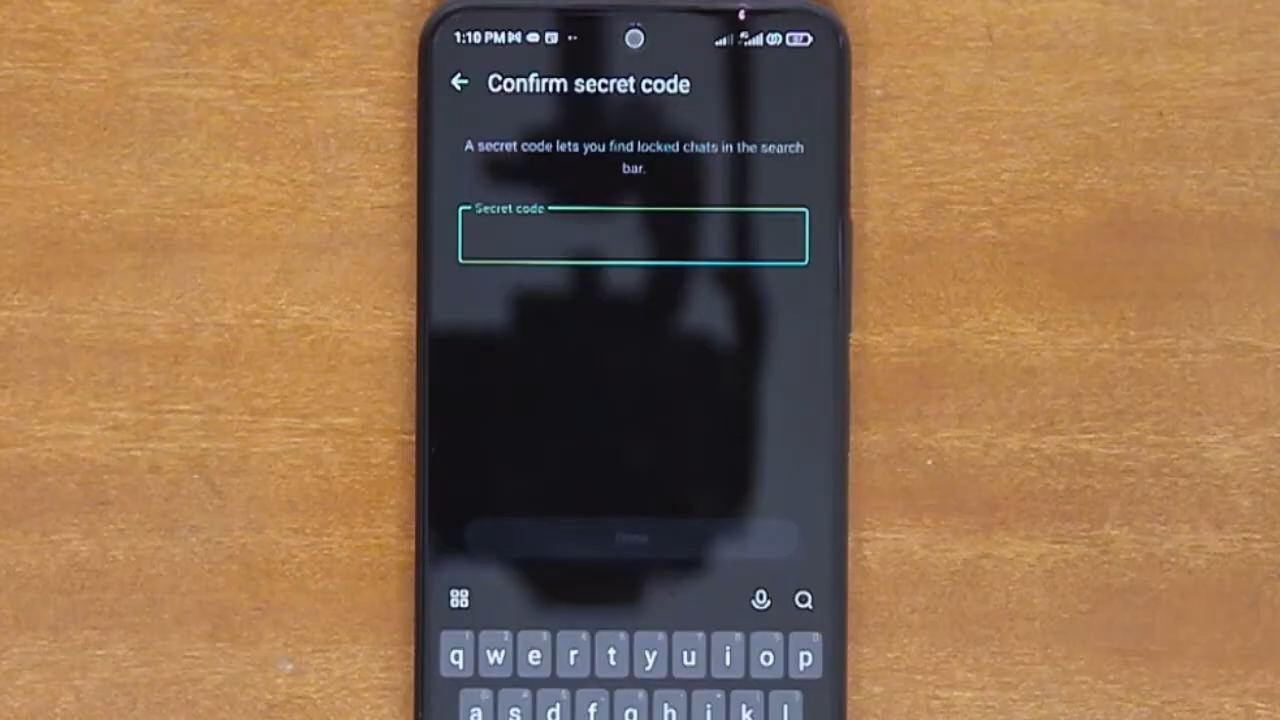 1:10 PM
Confirm secret code
A secret code lets you find locked chats in the search
bar.
Secret code
q w e r t y u i o p
a s d f g h j k l